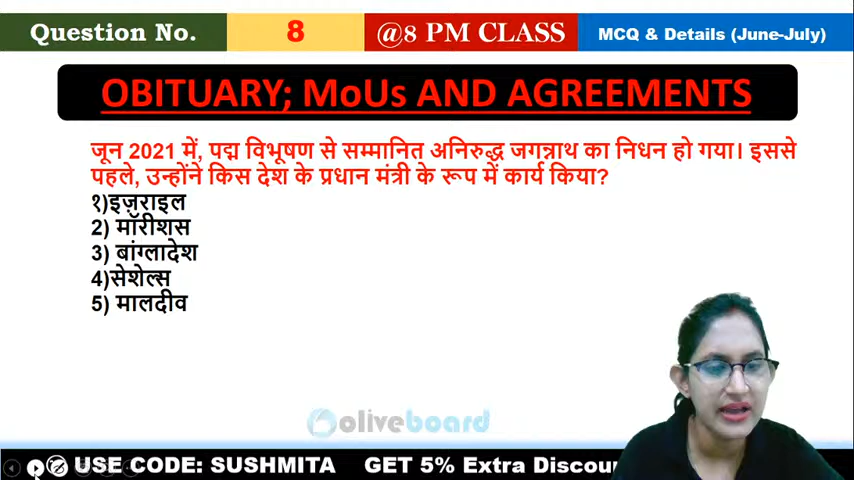 Question No.
8
@8 PM CLASS
MCQ & Details (June-July)
OBITUARY; MoUs AND AGREEMENTS
जून 2021 में, पद्म विभूषण से सम्मानित अनिरुद्ध जगन्नाथ का निधन हो गया। इससे
पहले, उन्होंने किस देश के प्रधान मंत्री के रूप में कार्य किया?
१)इज़राइल
2) मॉरीशस
3) बांग्लादेश
4)सेशेल्स
5) मालदीव
oliveboard
USE CODE: SUSHMITA GET 5% Extra Discou